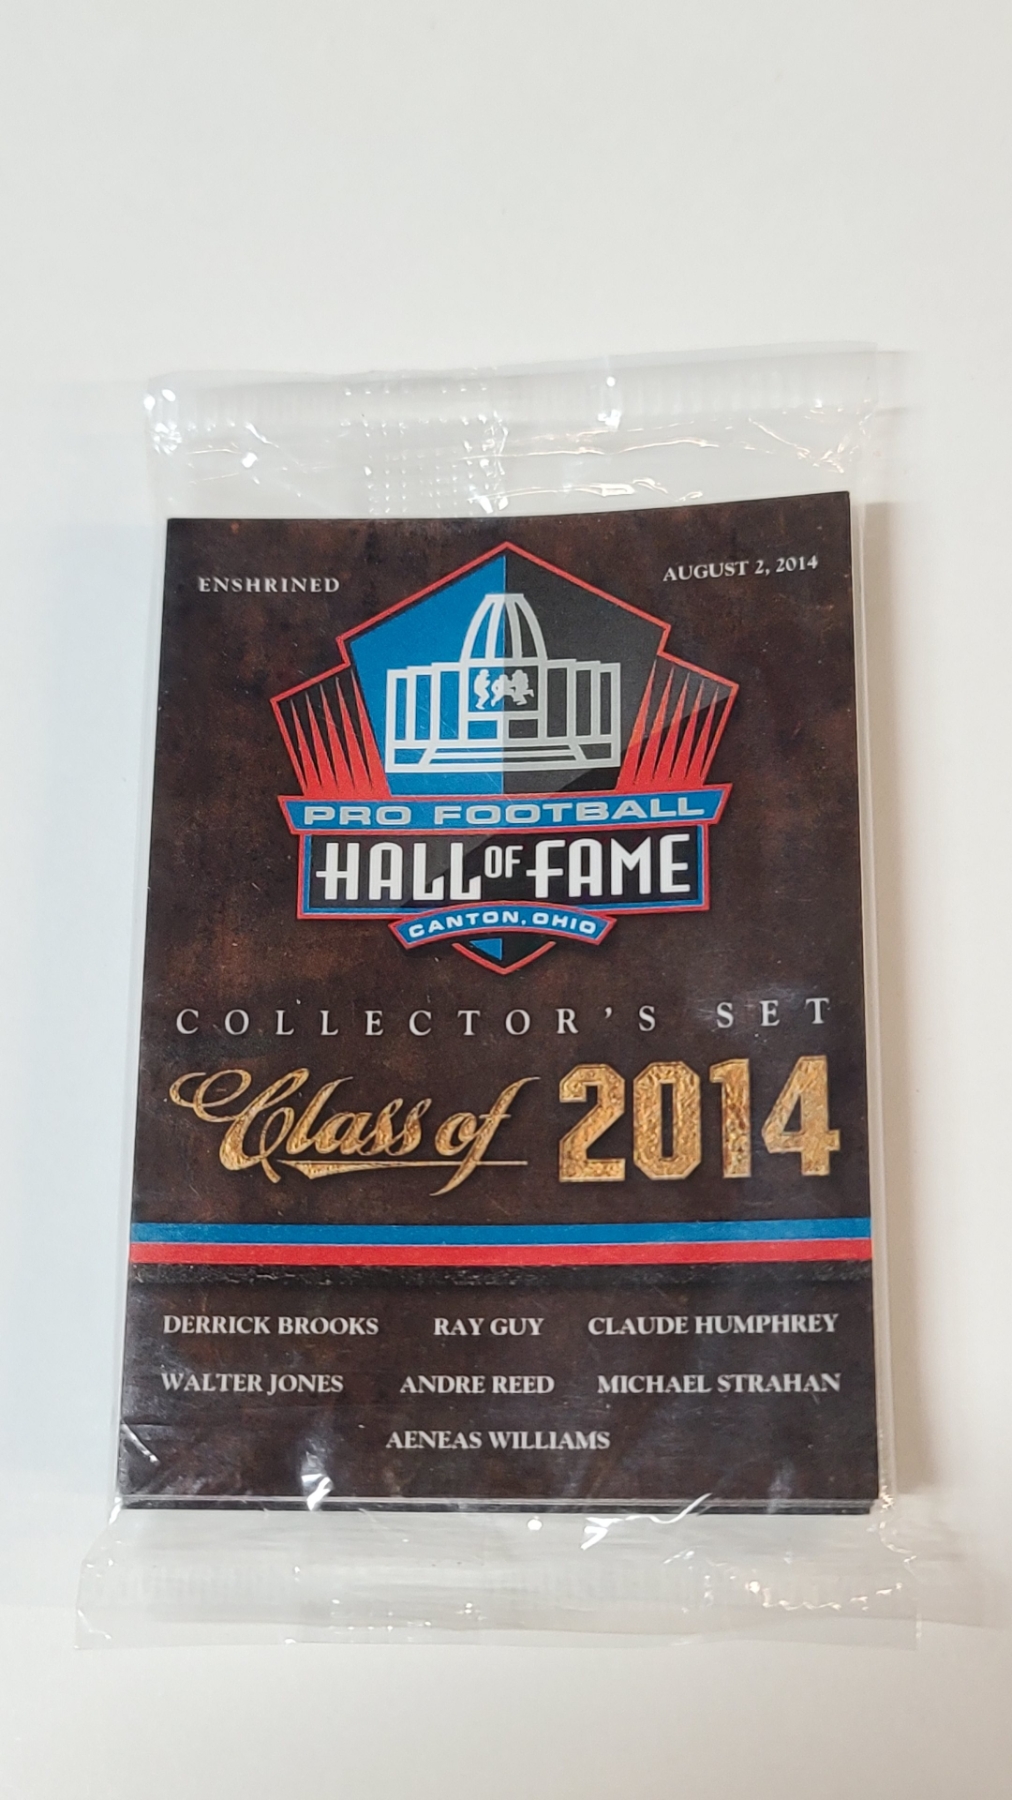 ENSHRINED
AUGUST 2, 2014
PRO FOOTBALL
HALL OF FAME
CANTON, OHIO
COLLECTOR'S SET
Class of 2014
DERRICK BROOKS RAY GUY CLAUDE HUMPHREY
WALTER JONES ANDRE REED MICHAEL STRAHAN
AENEAS WILLIAMS